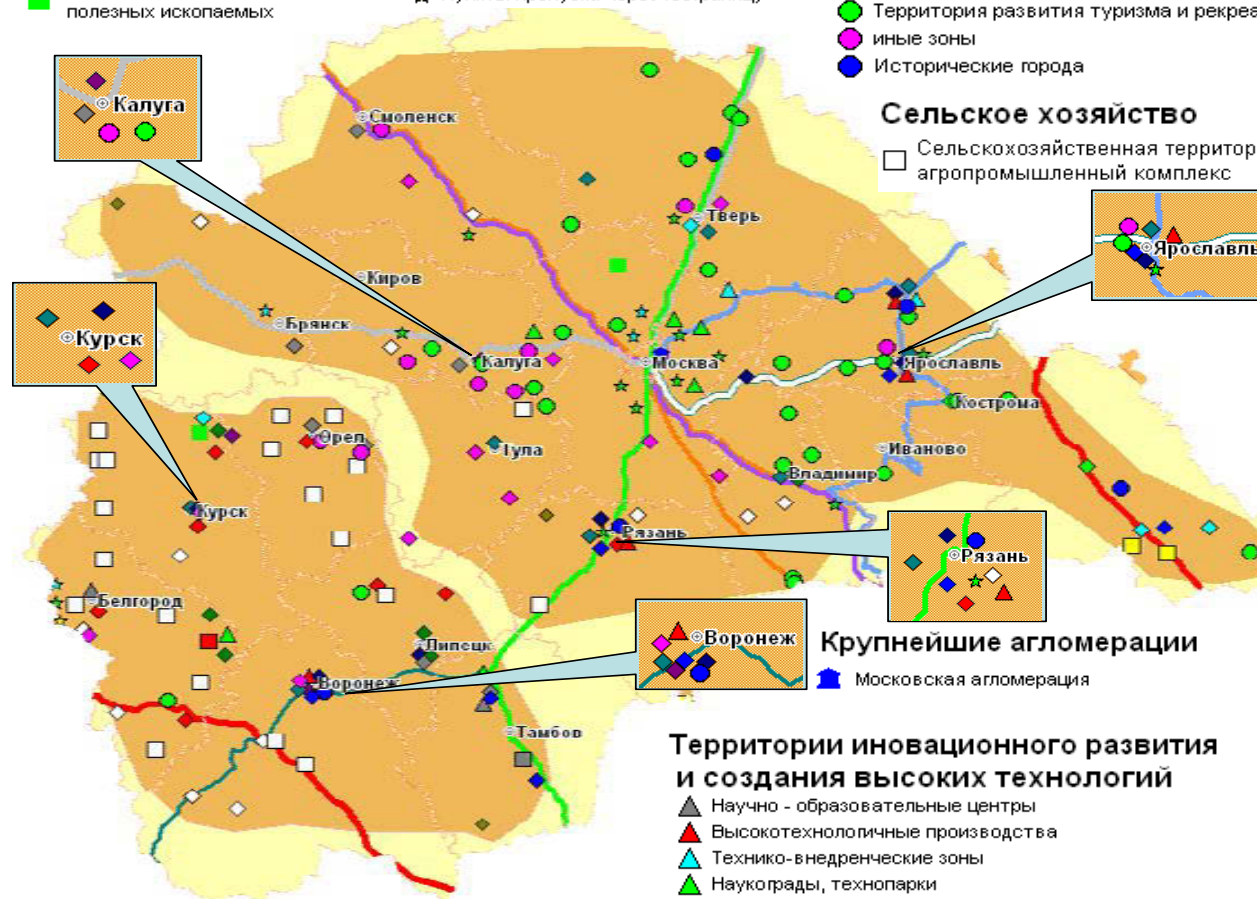 полезных ископаемых
Территория развития туризма и рекреа
иные зоны
Исторические города
Сельское хозяйство
Сельскохозяйственная территор
агропромышленный комплекс
Калуга
Смоленск
Тверь
Ярославль
Киров
Брянск
Курск
Калуга
Москва
Ярославль
Кострома
Орел
Тула
Иваново
Владимир
Курск
Рязань
Рязань
Белгород
Воронеж
Липецк
Воронеж
Тамбов
Крупнейшие агломерации
Московская агломерация
Территории иновационного развития
и создания высоких технологий
Научно - образовательные центры
Высокотехнологичные производства
Технико-внедренческие зоны
Наукограды, технопарки